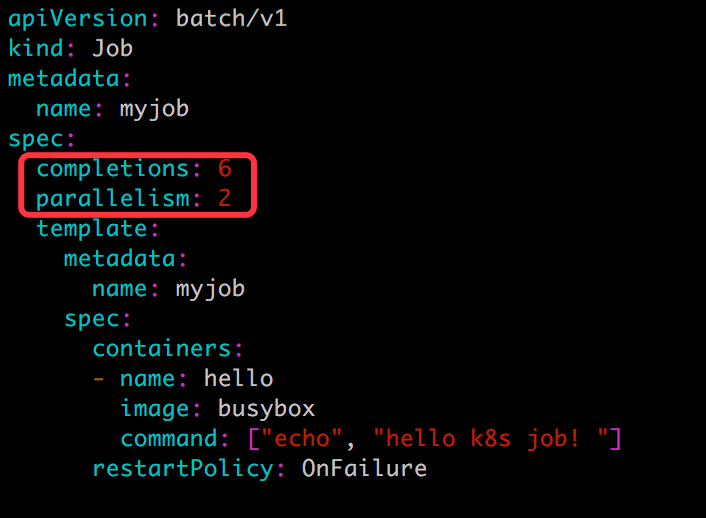 apiVersion: batch/v1
kind: Job
metadata:
  name: myjob
spec:
  completions: 6
  parallelism: 2
  template:
    metadata:
      name: myjob
    spec:
      containers:
      - name: hello
        image: busybox
        command: ["echo", "hello k8s job! "]
      restartPolicy: OnFailure